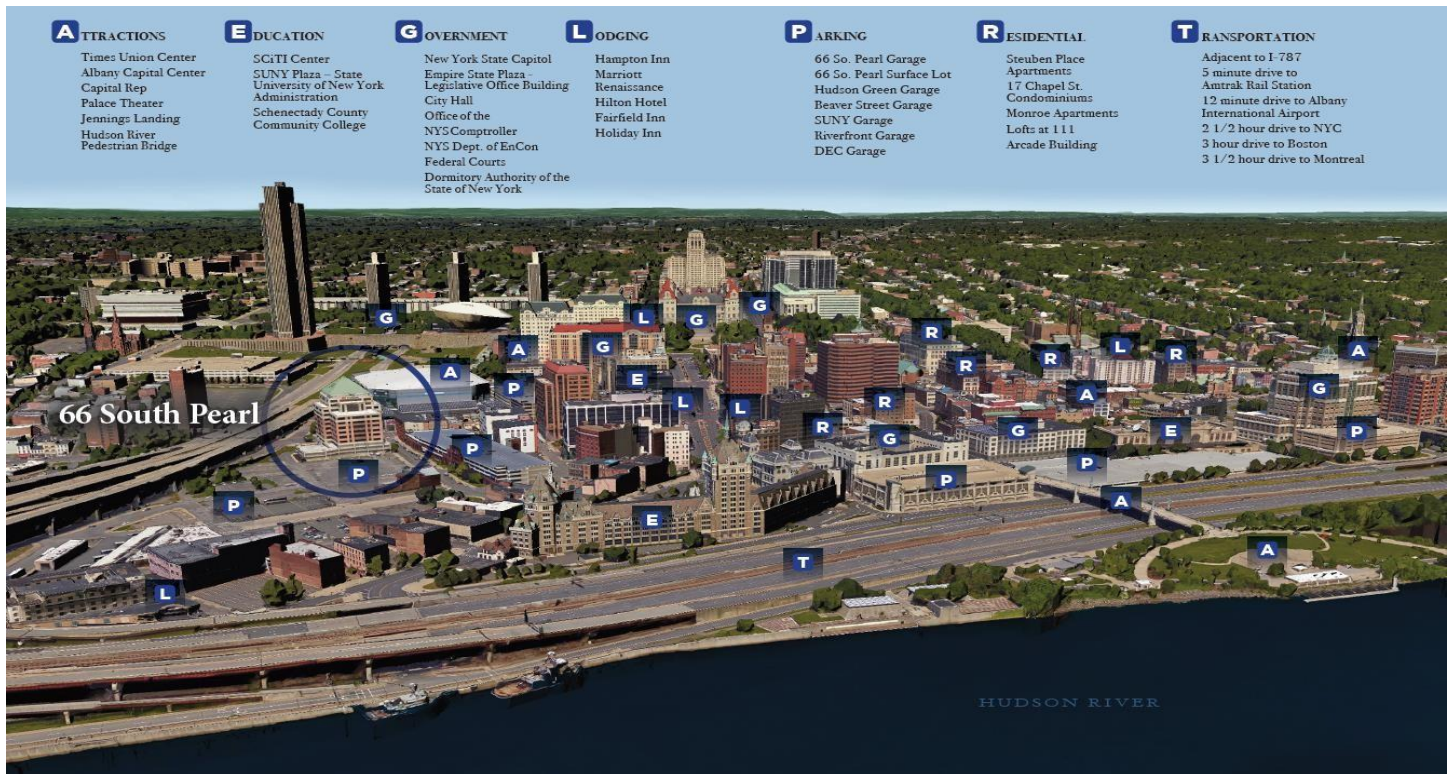 ATTRACTIONS
Times Union Center
Albany Capital Center
Capital Rep
Palace Theater
Jennings Landing
Hudson River
Pedestrian Bridge
EDUCATION
SCiTI Center
SUNY Plaza – State
University of New York
Administration
Schenectady County
Community College
GOVERNMENT
New York State Capitol
Empire State Plaza -
Legislative Office Building
City Hall
Office of the
NYS Comptroller
NYS Dept. of EnCon
Federal Courts
Dormitory Authority of the
State of New York
LODGING
Hampton Inn
Marriott
Renaissance
Hilton Hotel
Fairfield Inn
Holiday Inn
PARKING
66 So. Pearl Garage
66 So. Pearl Surface Lot
Hudson Green Garage
Beaver Street Garage
SUNY Garage
Riverfront Garage
DEC Garage
RESIDENTIAL
Steuben Place
Apartments
17 Chapel St.
Condominiums
Monroe Apartments
Lofts at 111
Arcade Building
TRANSPORTATION
Adjacent to I-787
5 minute drive to
Amtrak Rail Station
12 minute drive to Albany
International Airport
2 1/2 hour drive to NYC
3 hour drive to Boston
3 1/2 hour drive to Montreal
G
L
G
G
A
G
R
L
A
A
P
E
R
R
R
G
66 South Pearl
L
L
R
A
P
R
G
G
E
P
P
P
P
P
A
P
E
T
A
L
HUDSON RIVER